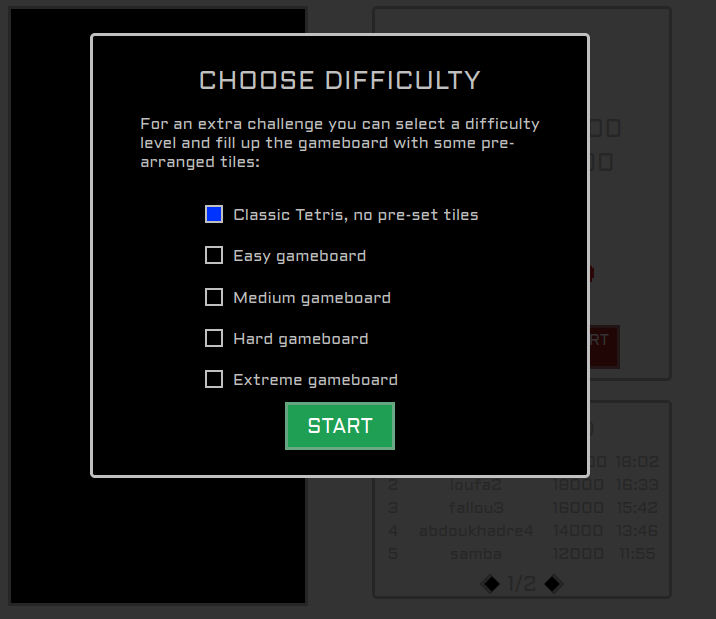 CHOOSE DIFFICULTY
For an extra challenge you can select a difficulty
level and fill up the gameboard with some pre-
arranged tiles:
Classic Tetris, no pre-set tiles
Easy gameboard
Medium gameboard
Hard gameboard
Extreme gameboard
START
18:02
2 loufa2 18000 16:33
3 fallou3 16000 15:42
4 abdoukhadre4 14000 13:46
5 samba 12000 11:55
1/2